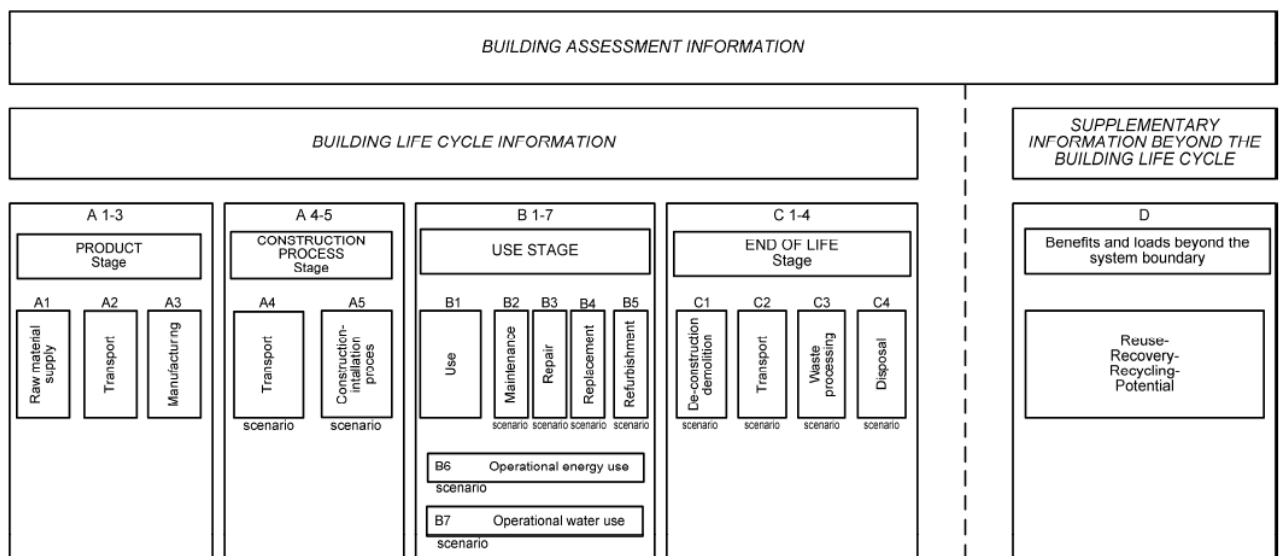 BUILDING ASSESSMENT INFORMATION
BUILDING LIFE CYCLE INFORMATION
SUPPLEMENTARY
INFORMATION BEYOND THE
BUILDING LIFE CYCLE
A 1-3
PRODUCT
Stage
A1
A2
A3
Raw material
supply
Transport
Manufacturing
A 4-5
CONSTRUCTION
PROCESS
Stage
A4
A5
Transport
Construction-
intallation proces
scenario
scenario
B 1-7
USE STAGE
B1
B2
B3
B4
B5
Use
Maintenance
Repair
Replacement
Refurbishment
scenario
scenario
scenario
scenario
B6 Operational energy use
scenario
B7 Operational water use
scenario
C 1-4
END OF LIFE
Stage
C1
C2
C3
C4
De-construction
demolition
Transport
Waste
processing
Disposal
scenario
scenario
scenario
scenario
D
Benefits and loads beyond the
system boundary
Reuse-
Recovery-
Recycling-
Potential